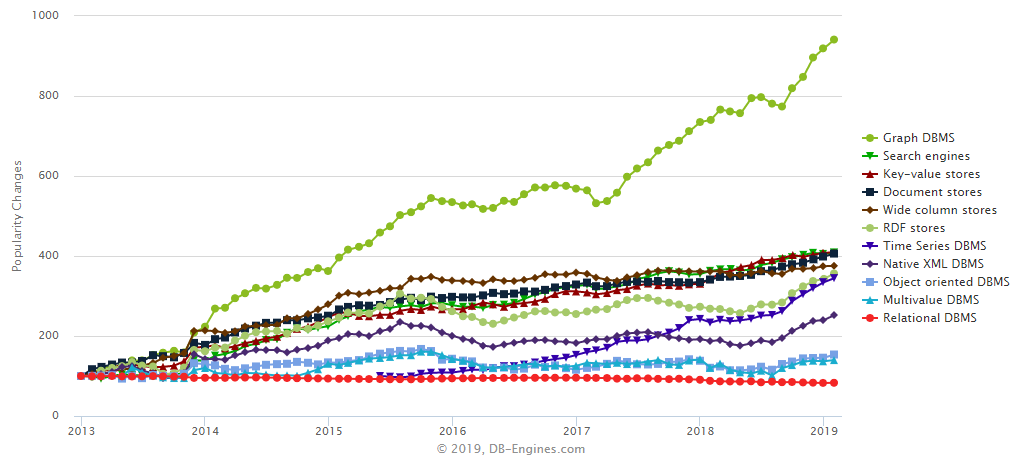 1000
800
600
400
200
0
Popularity Changes
2013
2014
2015
2016
2017
2018
2019
Graph DBMS
Search engines
Key-value stores
Document stores
Wide column stores
RDF stores
Time Series DBMS
Native XML DBMS
Object oriented DBMS
Multivalue DBMS
Relational DBMS
© 2019, DB-Engines.com